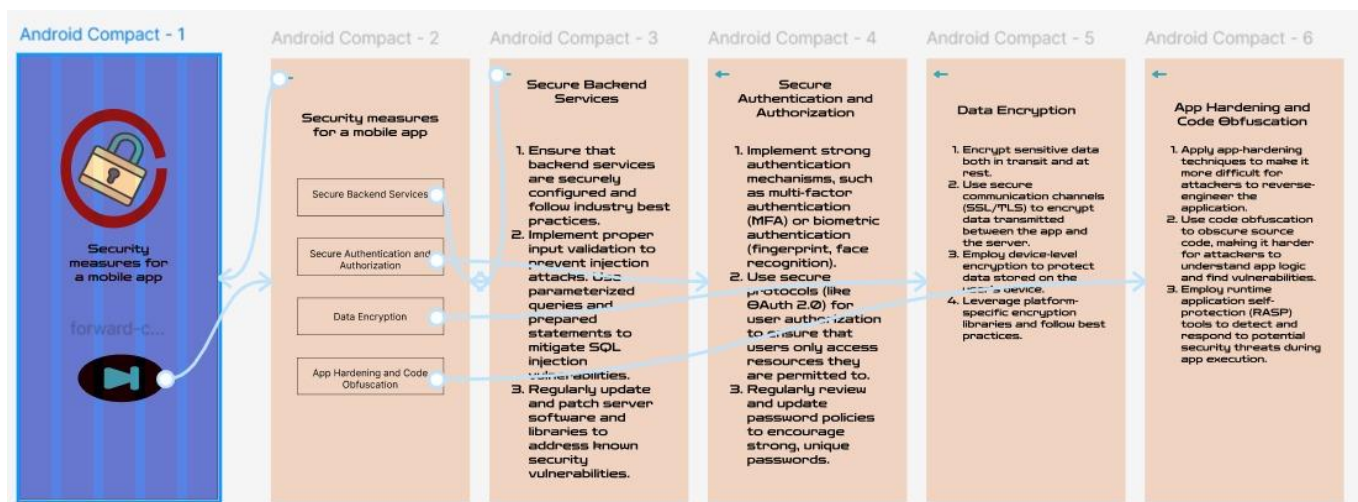 Android Compact - 1
Security
measures for
a mobile app
forward-c...
Android Compact - 2
Security measures
for a mobile app
Secure Backend Services
Secure Authentication and
Authorization
Data Encryption
App Hardening and Code
Obfuscation
Android Compact - 3
Secure Backend
Services
1. Ensure that
backend services
are securely
configured and
follow industry best
practices.
2. Implement proper
input validation to
prevent injection
attacks. Use
parameterized
queries and
prepared
statements to
mitigate SQL
injection
vulnerabilities.
3. Regularly update
and patch server
software and
libraries to
address known
security
vulnerabilities.
Android Compact - 4
Secure
Authentication and
Authorization
1. Implement strong
authentication
mechanisms, such
as multi-factor
authentication
(MFA) or biometric
authentication
(fingerprint, face
recognition).
2. Use secure
protocols (like
OAuth 2.0) for
user authorization
to ensure that
users only access
resources they
are permitted to.
3. Regularly review
and update
password policies
to encourage
strong, unique
passwords.
Android Compact - 5
Data Encryption
1. Encrypt sensitive data
both in transit and at
rest.
2. Use secure
communication channels
(SSL/TLS) to encrypt
data transmitted
between the app and
the server.
3. Employ device-level
encryption to protect
data stored on the
user's device.
4. Leverage platform-
specific encryption
libraries and follow best
practices.
Android Compact - 6
App Hardening and
Code Obfuscation
1. Apply app-hardening
techniques to make it
more difficult for
attackers to reverse-
engineer the
application.
2. Use code obfuscation
to obscure source
code, making it harder
for attackers to
understand app logic
and find vulnerabilities.
3. Employ runtime
application self-
protection (RASP)
tools to detect and
respond to potential
security threats during
app execution.